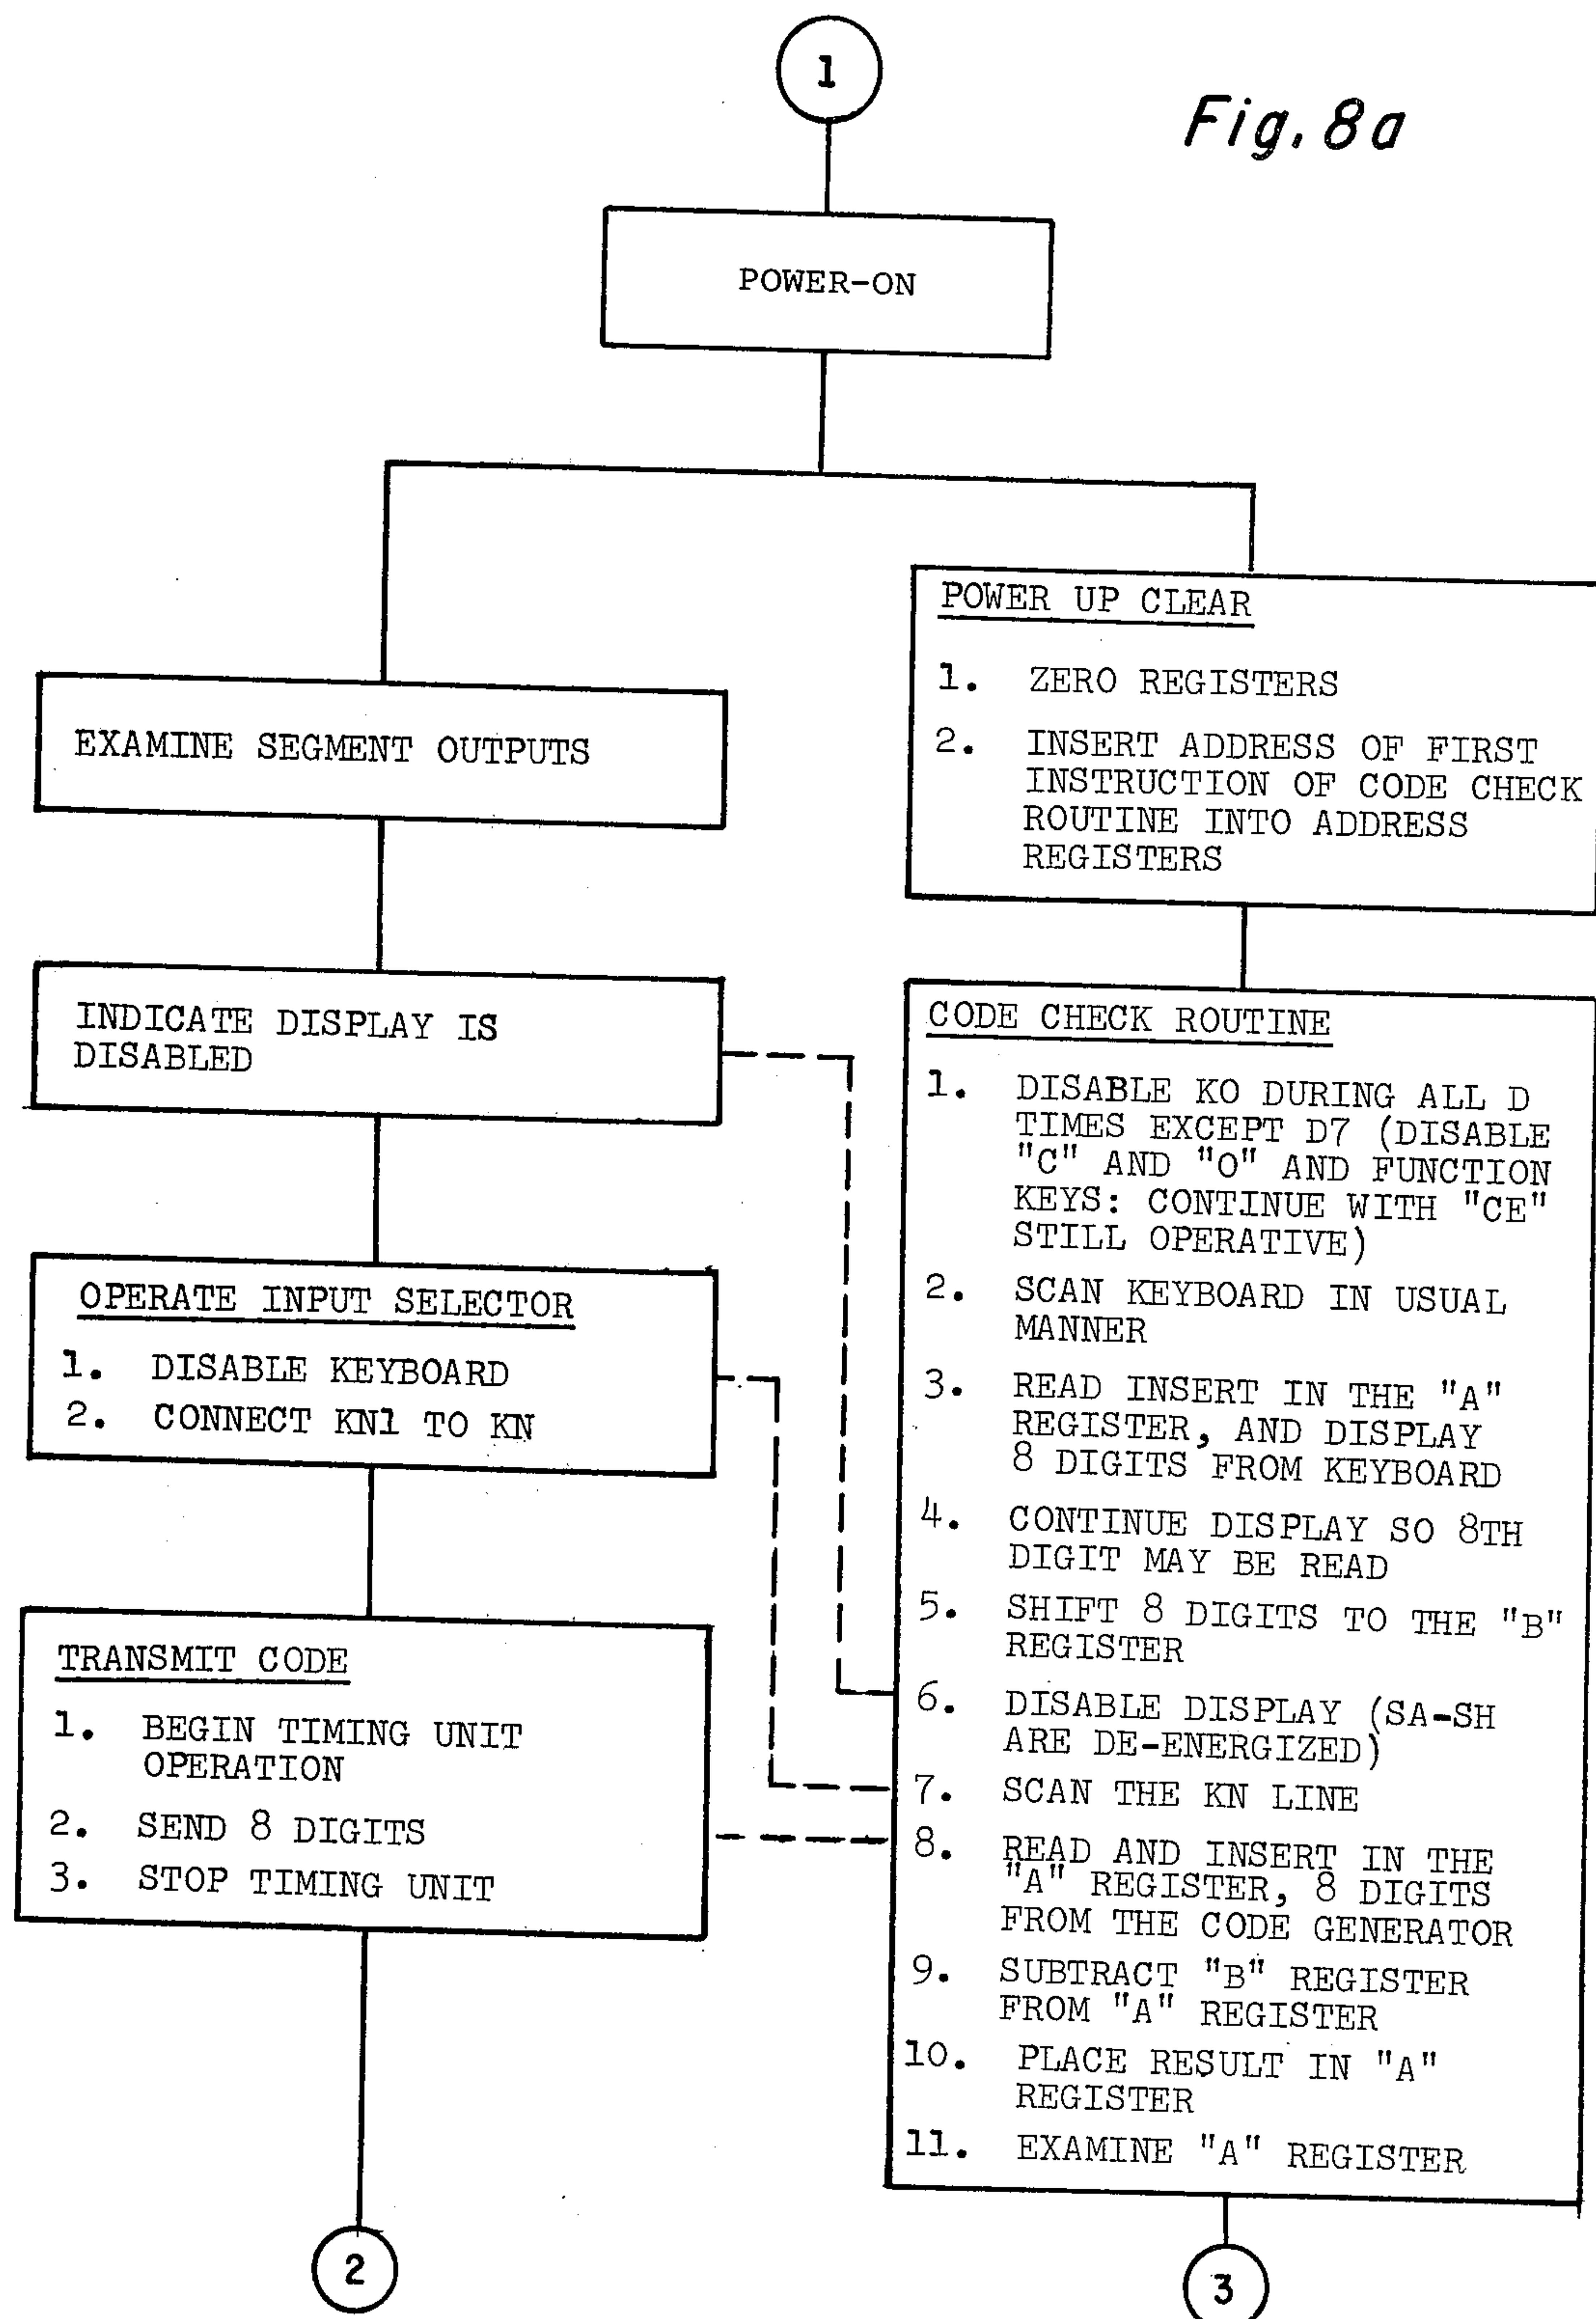 1
Fig. 8a
POWER-ON
EXAMINE SEGMENT OUTPUTS
INDICATE DISPLAY IS
DISABLED
OPERATE INPUT SELECTOR
1. DISABLE KEYBOARD
2. CONNECT KN1 TO KN
TRANSMIT CODE
1. BEGIN TIMING UNIT
OPERATION
2. SEND 8 DIGITS
3. STOP TIMING UNIT
2
POWER UP CLEAR
1. ZERO REGISTERS
2. INSERT ADDRESS OF FIRST
INSTRUCTION OF CODE CHECK
ROUTINE INTO ADDRESS
REGISTERS
CODE CHECK ROUTINE
1. DISABLE KO DURING ALL D
TIMES EXCEPT D7 (DISABLE
"C" AND "O" AND FUNCTION
KEYS: CONTINUE WITH "CE"
STILL OPERATIVE)
2. SCAN KEYBOARD IN USUAL
MANNER
3. READ INSERT IN THE "A"
REGISTER, AND DISPLAY
8 DIGITS FROM KEYBOARD
4. CONTINUE DISPLAY SO 8TH
DIGIT MAY BE READ
5. SHIFT 8 DIGITS TO THE "B"
REGISTER
6. DISABLE DISPLAY (SA-SH
ARE DE-ENERGIZED)
7. SCAN THE KN LINE
8. READ AND INSERT IN THE
"A" REGISTER, 8 DIGITS
FROM THE CODE GENERATOR
9. SUBTRACT "B" REGISTER
FROM "A" REGISTER
10. PLACE RESULT IN "A"
REGISTER
11. EXAMINE "A" REGISTER
3